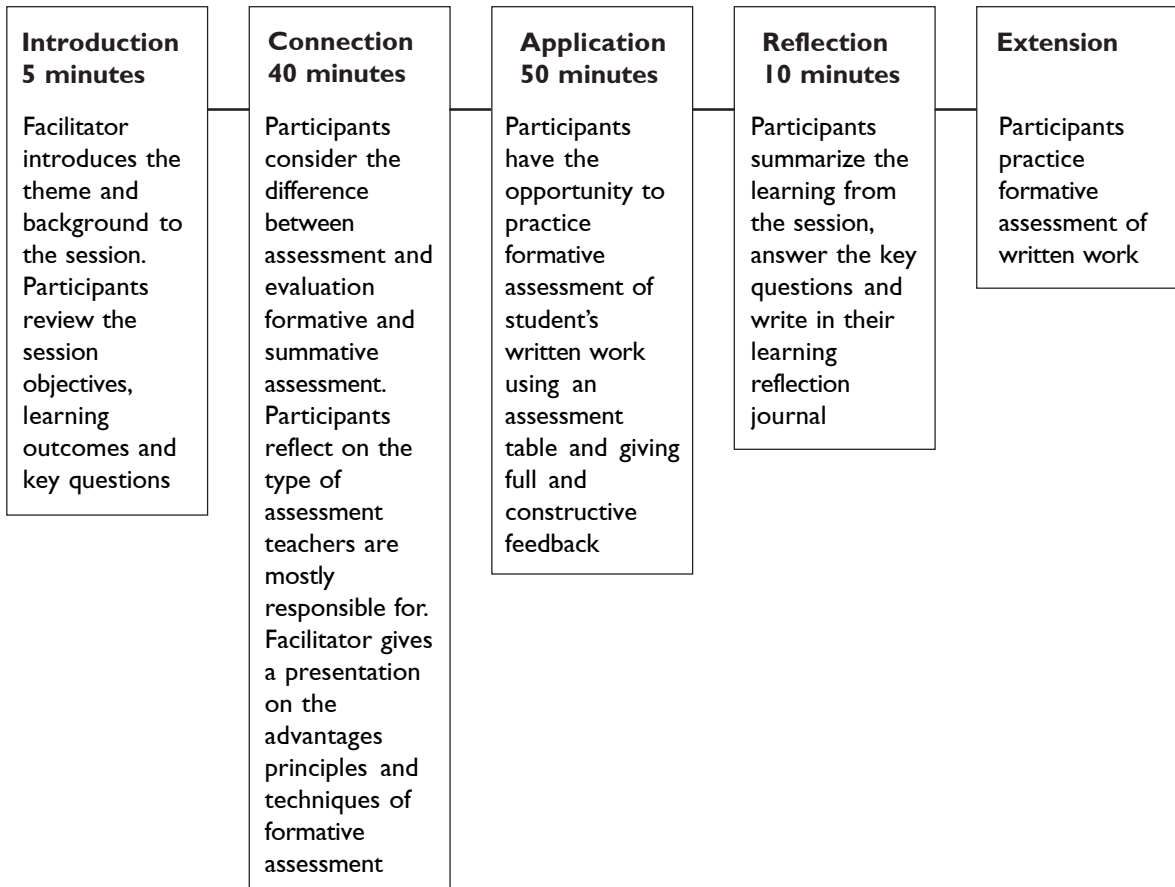 Introduction
5 minutes
Facilitator
introduces the
theme and
background to
the session.
Participants
review the
session
objectives,
learning
outcomes and
key questions
Connection
40 minutes
Participants
consider the
difference
between
assessment and
evaluation
formative and
summative
assessment.
Participants
reflect on the
type of
assessment
teachers are
mostly
responsible for.
Facilitator gives
a presentation
on the
advantages
principles and
techniques of
formative
assessment
Application
50 minutes
Participants
have the
opportunity to
practice
formative
assessment of
student’s
written work
using an
assessment
table and giving
full and
constructive
feedback
Reflection
10 minutes
Participants
summarize the
learning from
the session,
answer the key
questions and
write in their
learning
reflection
journal
Extension
Participants
practice
formative
assessment of
written work